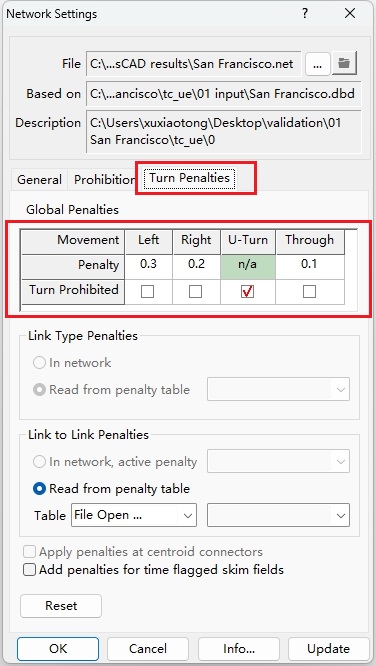 Network Settings ?
File C:\...sCAD results\San Francisco.net ...
Based on C:\...ancisco\tc_ue\01 input\San Francisco.dbd
Description C:\Users\xuxiaotong\Desktop\validation\01
San Francisco\tc_ue\0
General Prohibition Turn Penalties
Global Penalties
Movement Left Right U-Turn Through
Penalty 0.3 0.2 n/a 0.1
Turn Prohibited
Link Type Penalties
In network
Read from penalty table
Link to Link Penalties
In network, active penalty
Read from penalty table
Table File Open ...
Apply penalties at centroid connectors
Add penalties for time flagged skim fields
Reset
OK Cancel Info... Update